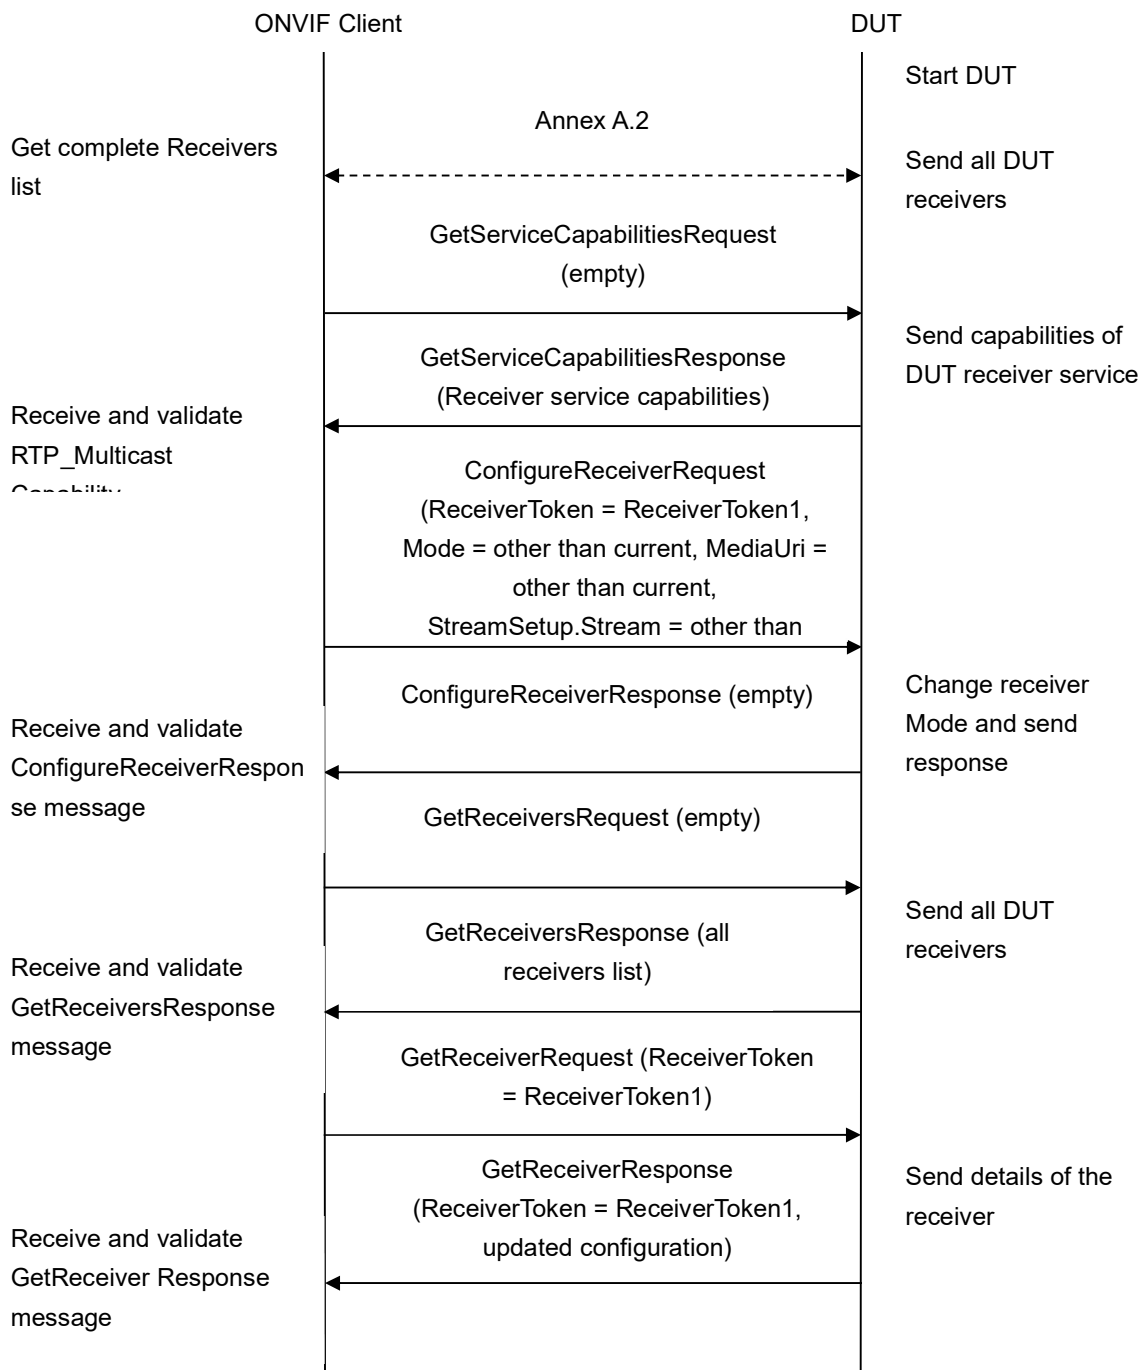 ONVIF Client
DUT
Start DUT
Annex A.2
Get complete Receivers
list
Send all DUT
receivers
GetServiceCapabilitiesRequest
(empty)
Send capabilities of
DUT receiver service
GetServiceCapabilitiesResponse
(Receiver service capabilities)
Receive and validate
RTP_Multicast
Capability
ConfigureReceiverRequest
(ReceiverToken = ReceiverToken1,
Mode = other than current, MediaUri =
other than current,
StreamSetup.Stream = other than
Change receiver
Mode and send
response
ConfigureReceiverResponse (empty)
Receive and validate
ConfigureReceiverRespon
se message
GetReceiversRequest (empty)
Send all DUT
receivers
GetReceiversResponse (all
receivers list)
Receive and validate
GetReceiversResponse
message
GetReceiverRequest (ReceiverToken
= ReceiverToken1)
GetReceiverResponse
(ReceiverToken = ReceiverToken1,
updated configuration)
Send details of the
receiver
Receive and validate
GetReceiver Response
message